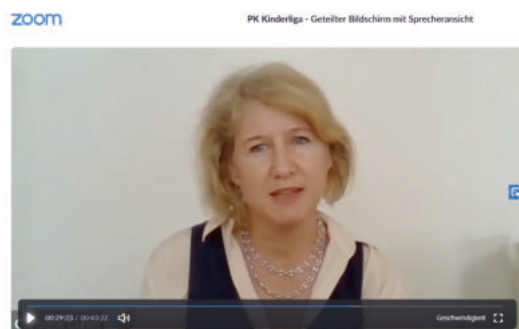 zoom
PK Kinderliga - Geteilter Bildschirm mit Sprecheransicht
00:29:23 / 00:43:22
Geschwindigkeit